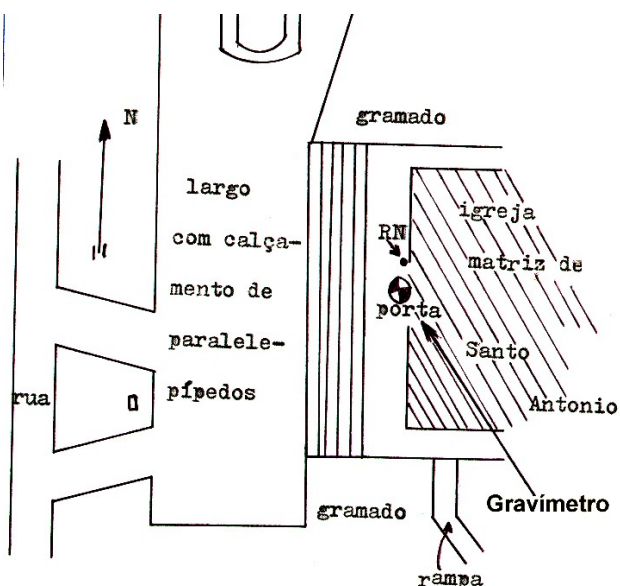 gramado
N
largo
com calça-
mento de
paralele-
pípedos
RN
igreja
matriz de
porta
Santo
Antonio
rua
gramado
Gravímetro
rampa